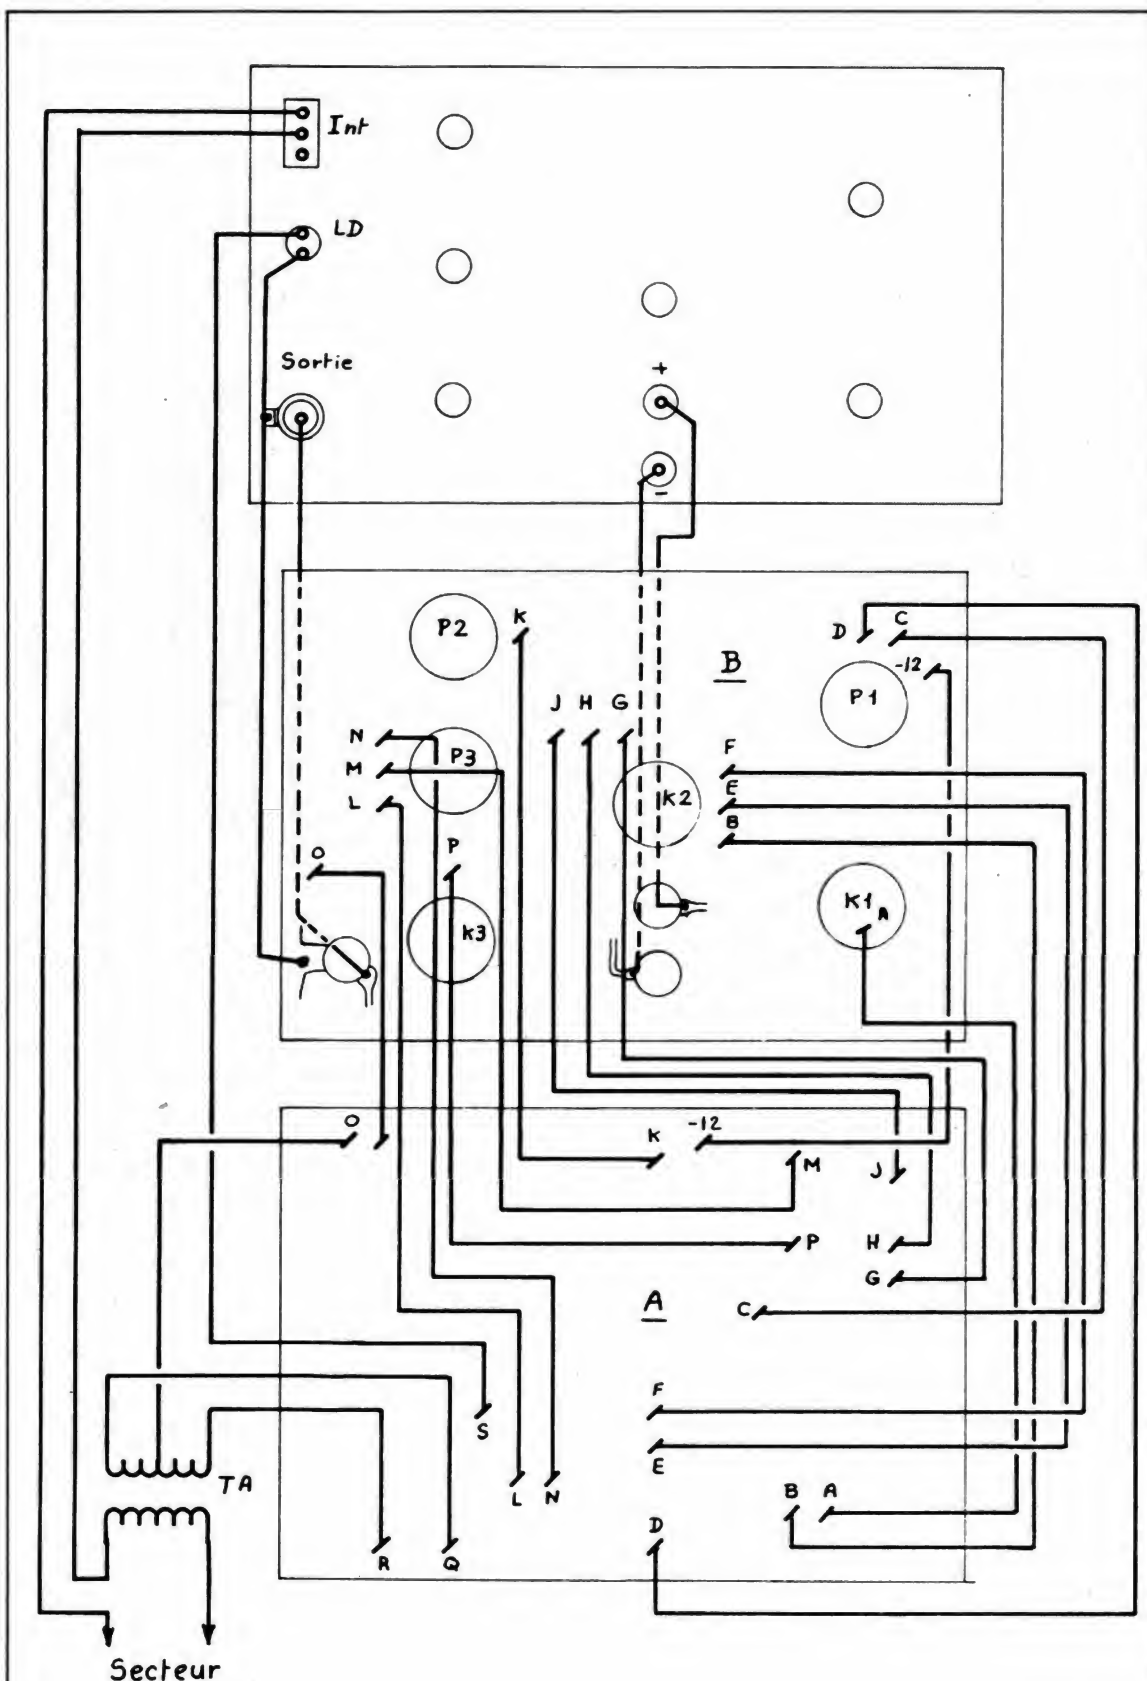 Int
LD
Sortie
+
-
P2
K
D
C
B
-12
P1
J
H
G
N
M
L
P3
F
E
B
K2
O
P
K3
K1
A
O
K
-12
M
J
P
H
G
A
C
F
S
E
TA
L
N
B
A
D
R
Q
Secteur